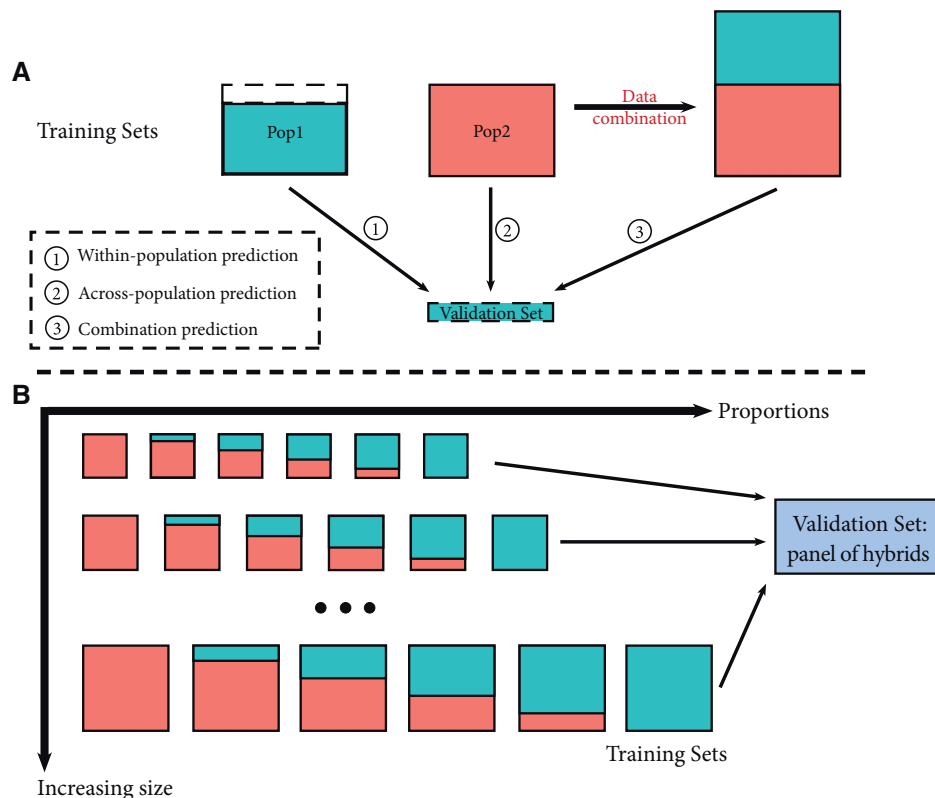 A
Training Sets
Pop1
Pop2
Data
combination
1
2
3
1 Within-population prediction
2 Across-population prediction
3 Combination prediction
Validation Set
B
Proportions
Validation Set:
panel of hybrids
Training Sets
Increasing size